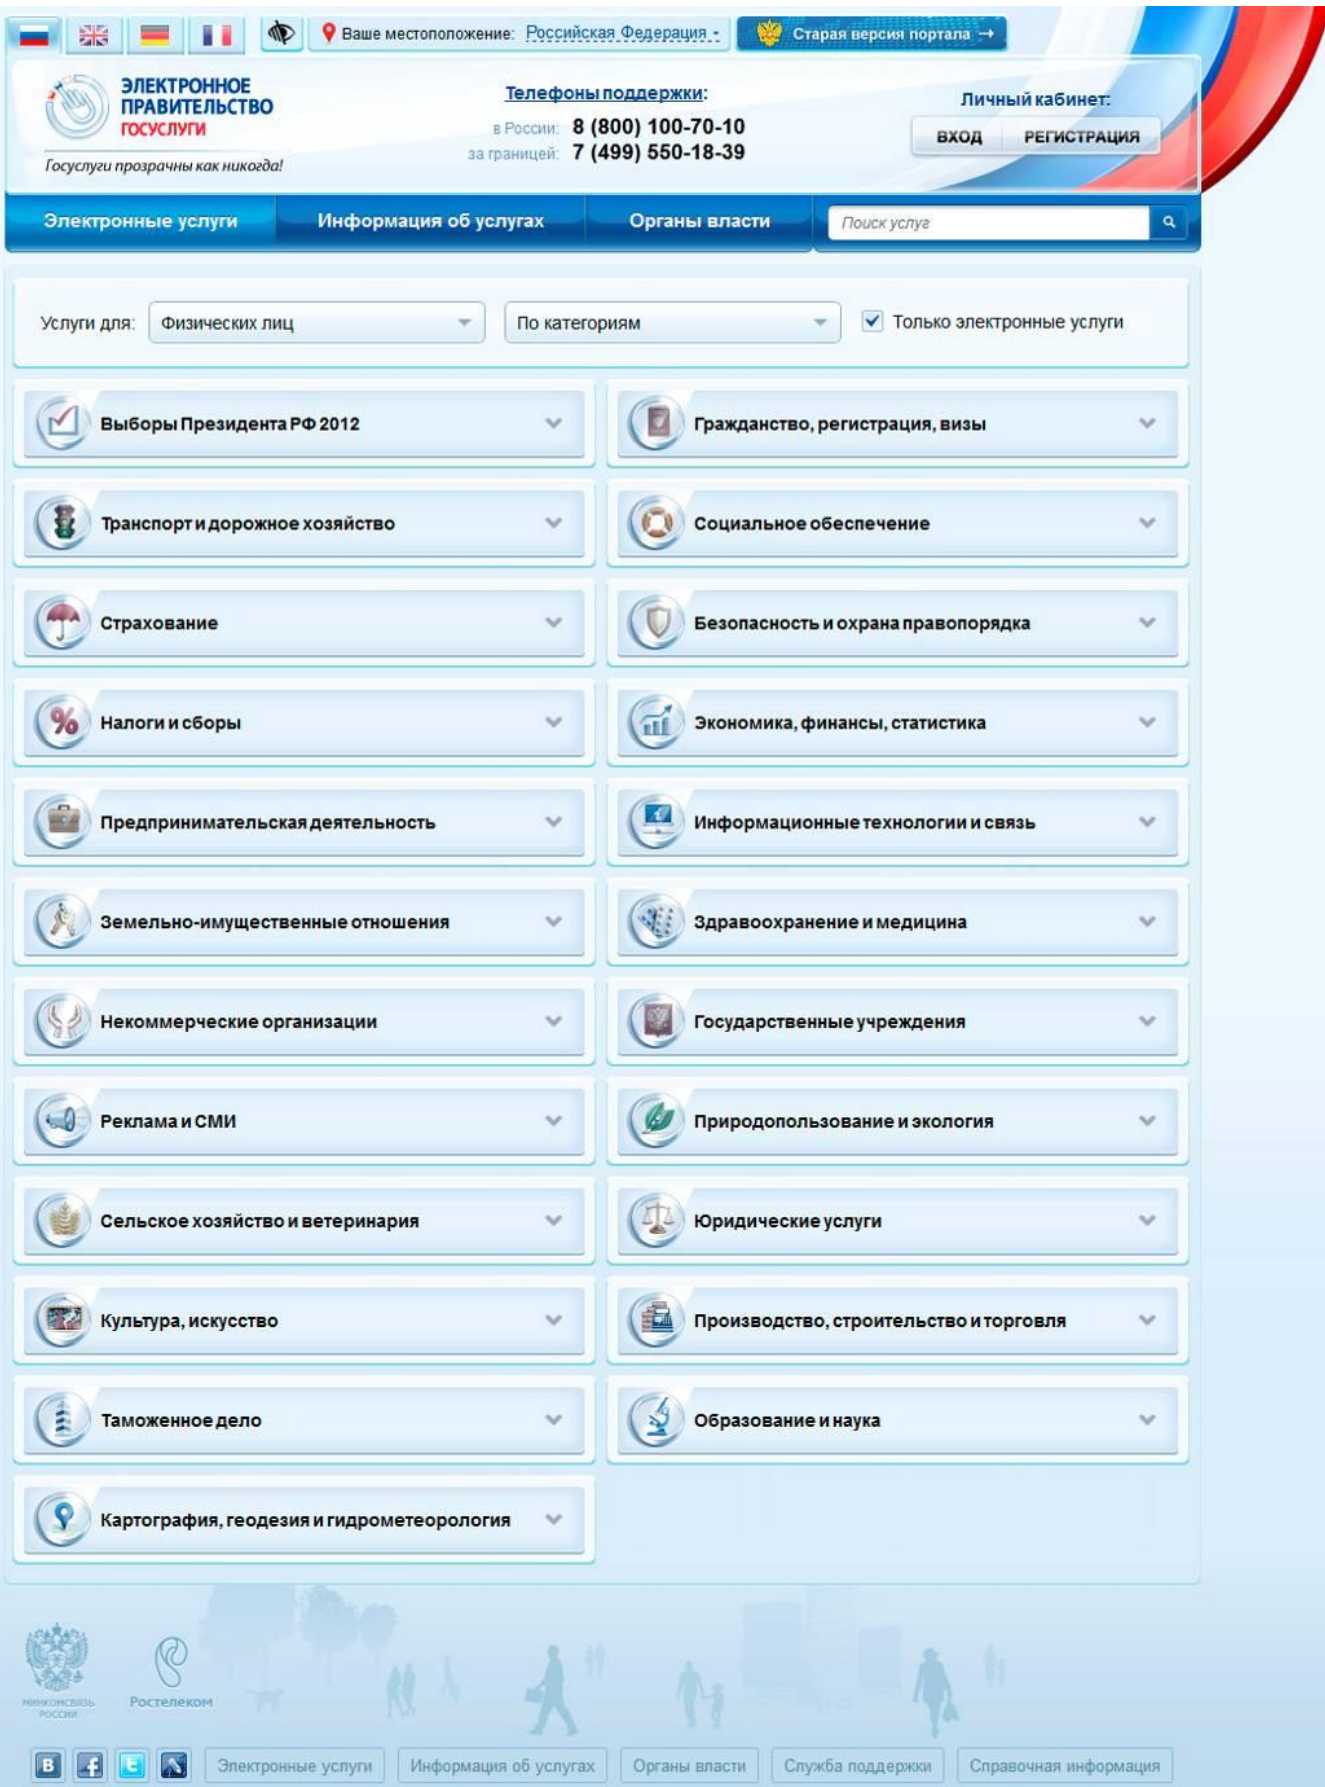 Ваше местоположение: Российская Федерация
Старая версия портала →
ЭЛЕКТРОННОЕ
ПРАВИТЕЛЬСТВО
ГОСУСЛУГИ
Госуслуги прозрачны как никогда!
Телефоны поддержки:
в России: 8 (800) 100-70-10
за границей: 7 (499) 550-18-39
Личный кабинет:
ВХОД РЕГИСТРАЦИЯ
Электронные услуги Информация об услугах Органы власти Поиск услуг
Услуги для: Физических лиц По категориям Только электронные услуги
Выборы Президента РФ 2012 Гражданство, регистрация, визы
Транспорт и дорожное хозяйство Социальное обеспечение
Страхование Безопасность и охрана правопорядка
Налоги и сборы Экономика, финансы, статистика
Предпринимательская деятельность Информационные технологии и связь
Земельно-имущественные отношения Здравоохранение и медицина
Некоммерческие организации Государственные учреждения
Реклама и СМИ Природопользование и экология
Сельское хозяйство и ветеринария Юридические услуги
Культура, искусство Производство, строительство и торговля
Таможенное дело Образование и наука
Картография, геодезия и гидрометеорология
МИНКОМСВЯЗЬ
РОССИИ
Ростелеком
Электронные услуги Информация об услугах Органы власти Служба поддержки Справочная информация